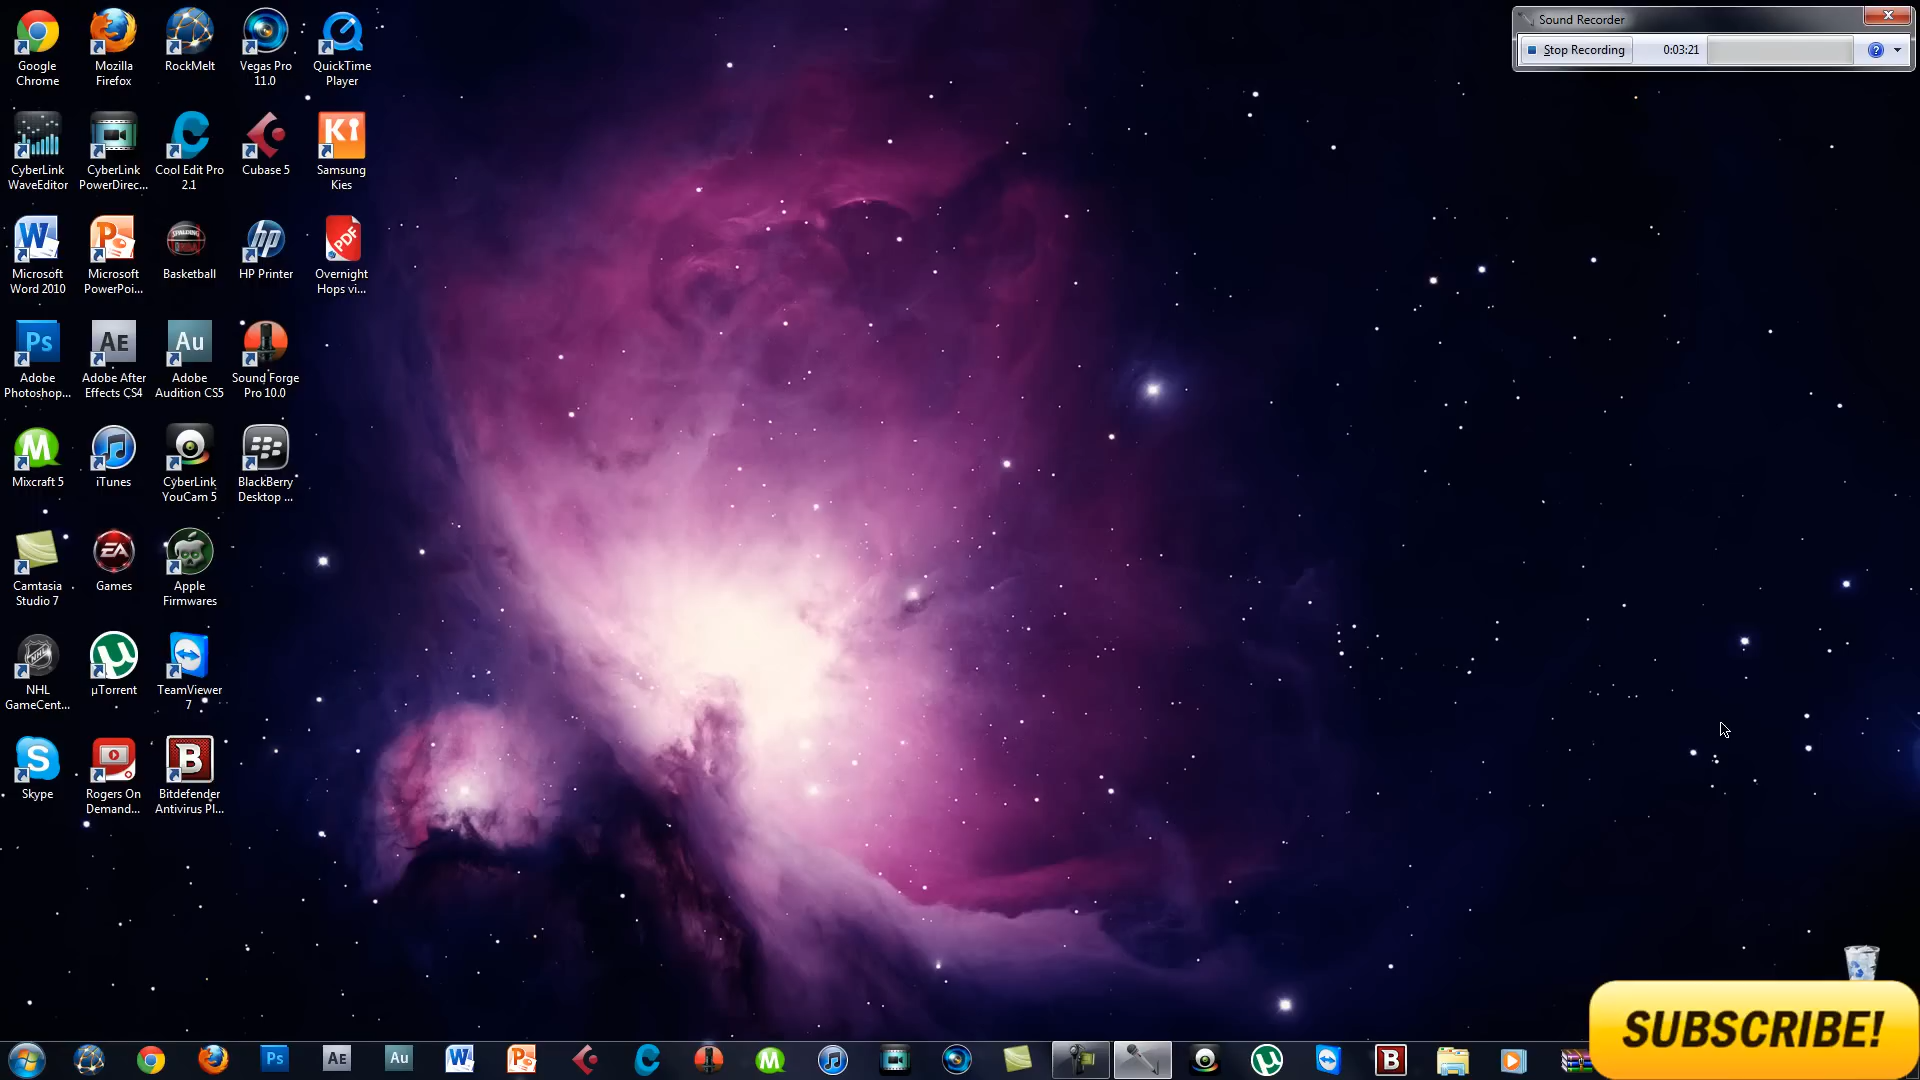 Sound Recorder
Stop Recording 0:03:21
Google Chrome
Mozilla Firefox
RockMelt
Vegas Pro 11.0
QuickTime Player
CyberLink WaveEditor
CyberLink PowerDirec...
Cool Edit Pro 2.1
Cubase 5
Samsung Kies
Microsoft Word 2010
Microsoft PowerPoi...
Basketball
HP Printer
Overnight Hops vi...
Adobe Photoshop...
Adobe After Effects CS4
Adobe Audition CS5
Sound Forge Pro 10.0
Mixcraft 5
iTunes
CyberLink YouCam 5
BlackBerry Desktop ...
Camtasia Studio 7
Games
Apple Firmwares
NHL GameCent...
µTorrent
TeamViewer 7
Skype
Rogers On Demand...
Bitdefender Antivirus Pl...
SUBSCRIBE!